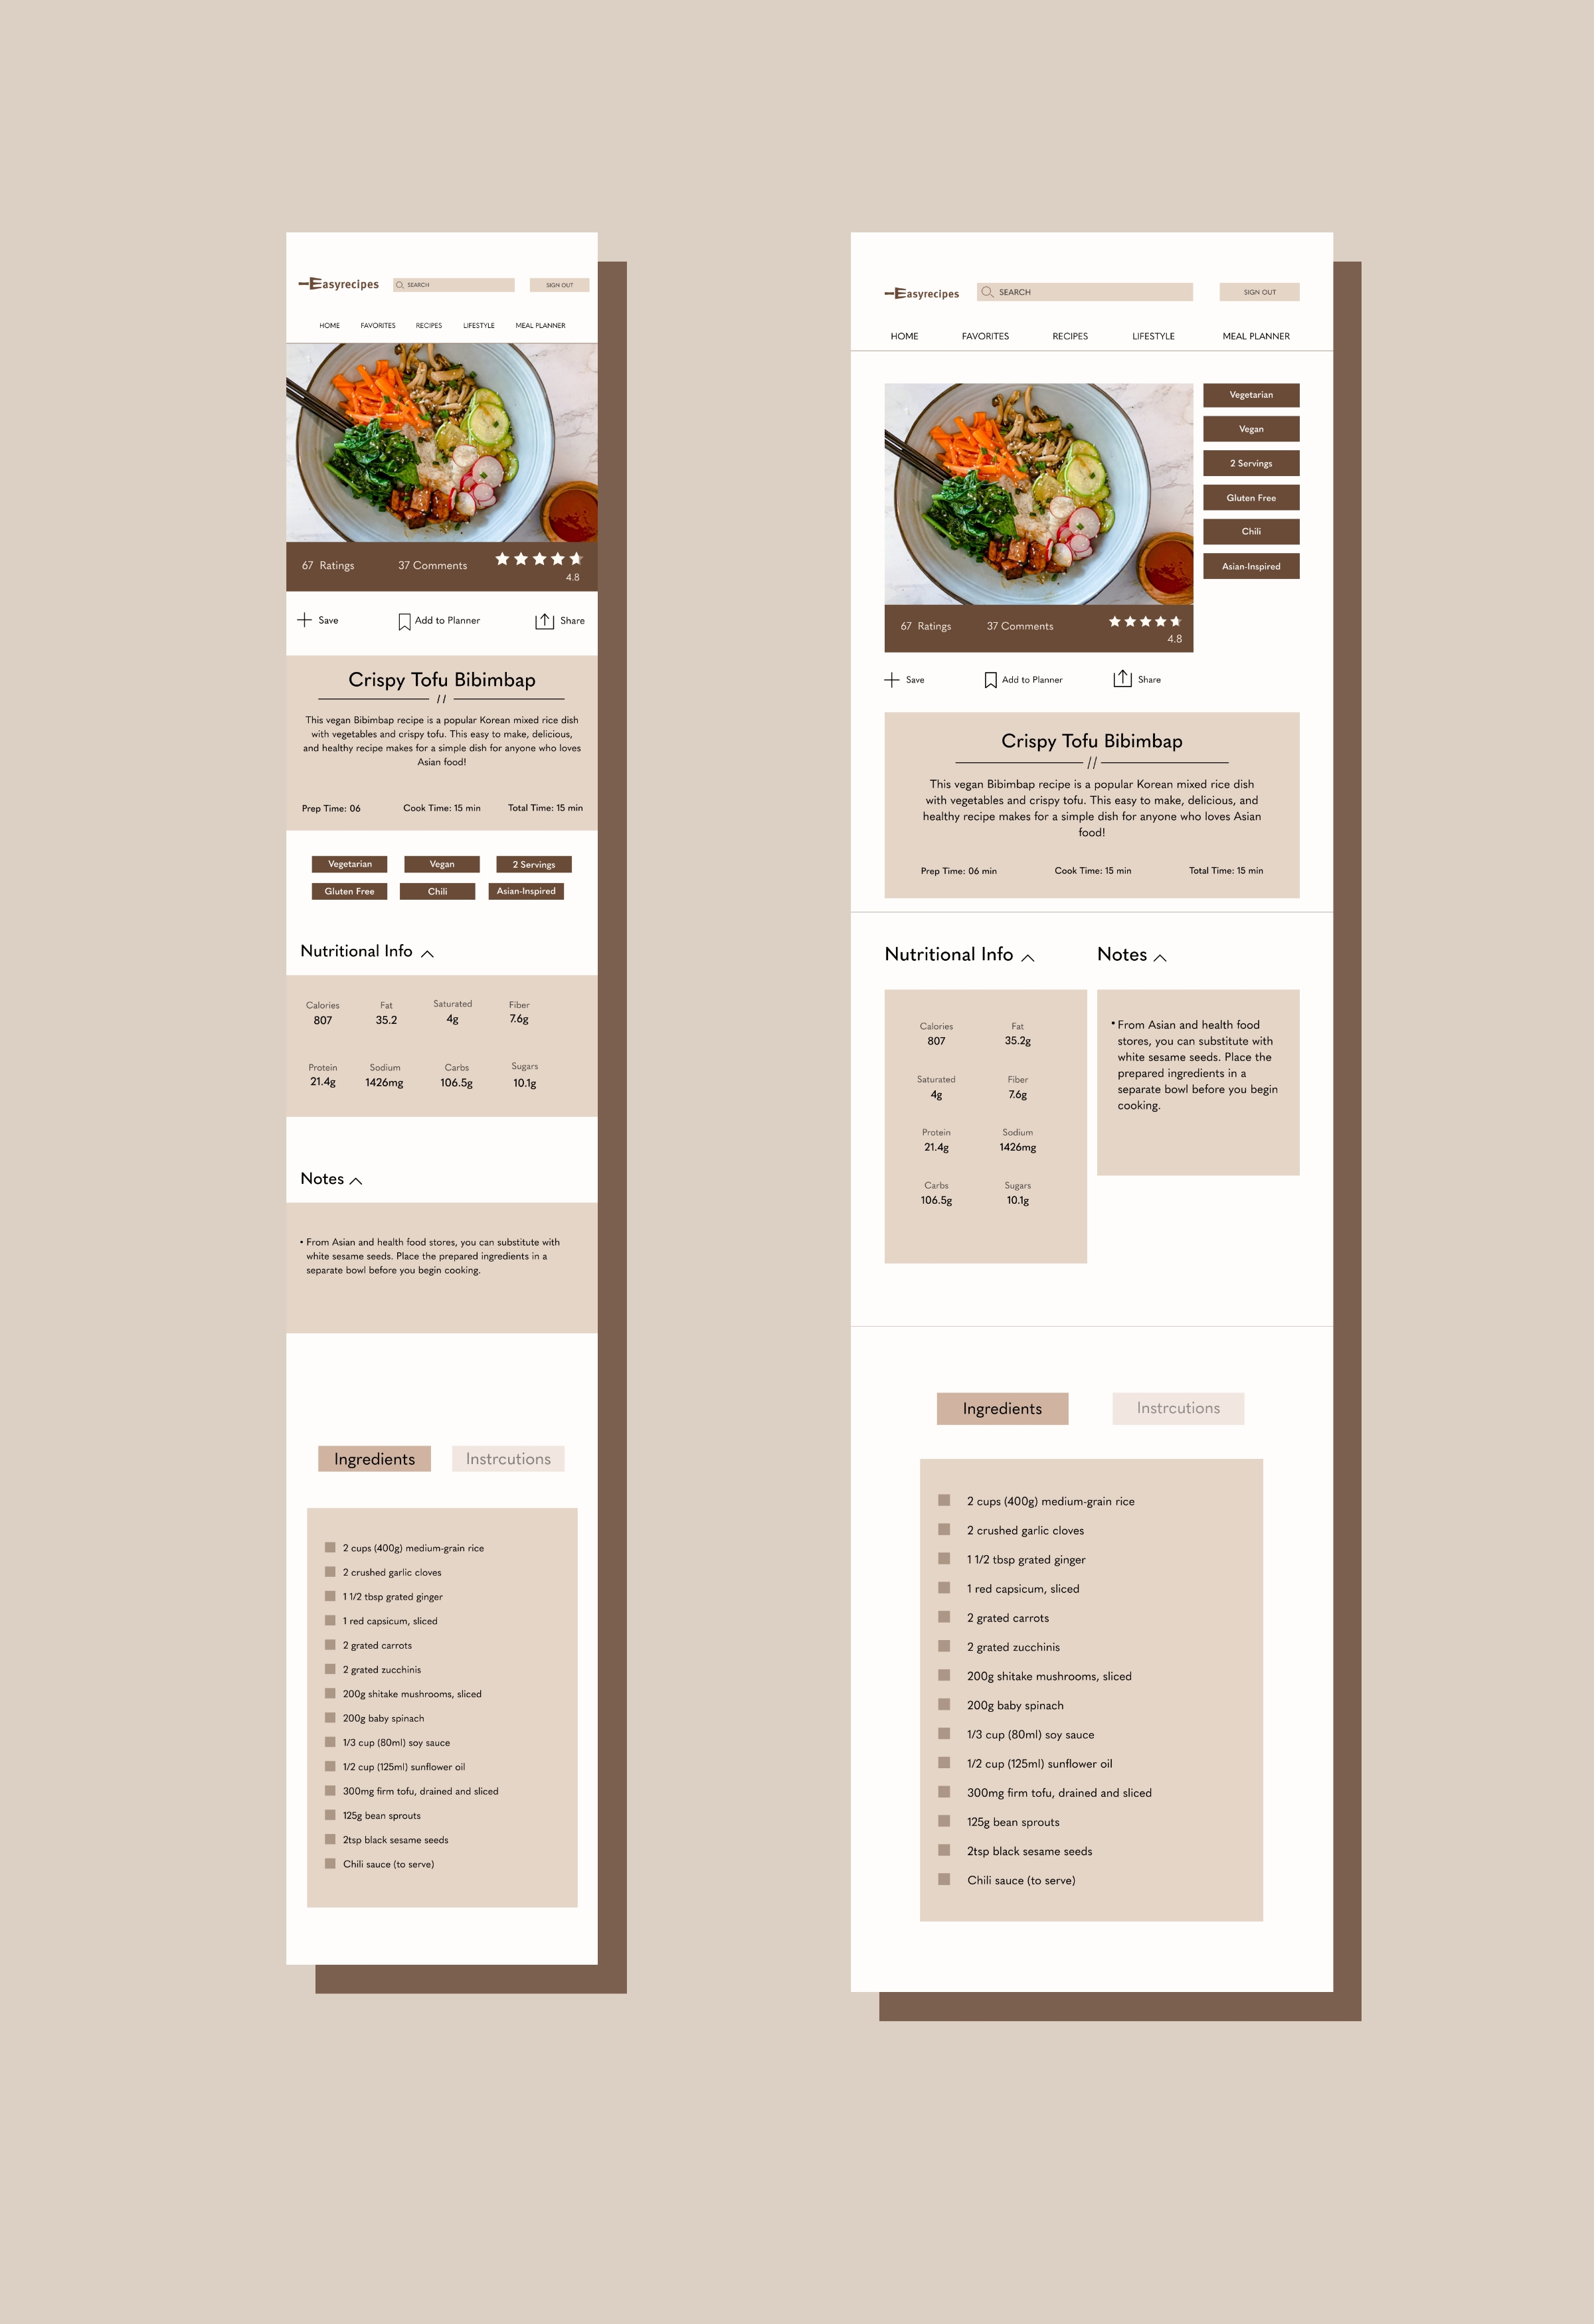 Easyrecipes
SEARCH
SIGN OUT
HOME FAVORITES RECIPES LIFESTYLE MEAL PLANNER
67 Ratings 37 Comments
4.8
Save Add to Planner Share
Crispy Tofu Bibimbap
//
This vegan Bibimbap recipe is a popular Korean mixed rice dish
with vegetables and crispy tofu. This easy to make, delicious,
and healthy recipe makes for a simple dish for anyone who loves
Asian food!
Prep Time: 06 Cook Time: 15 min Total Time: 15 min
Vegetarian Vegan 2 Servings
Gluten Free Chili Asian-Inspired
Nutritional Info
Calories Fat Saturated Fiber
807 35.2 4g 7.6g
Protein Sodium Carbs Sugars
21.4g 1426mg 106.5g 10.1g
Notes
• From Asian and health food stores, you can substitute with
white sesame seeds. Place the prepared ingredients in a
separate bowl before you begin cooking.
Ingredients Instrcutions
2 cups (400g) medium-grain rice
2 crushed garlic cloves
1 1/2 tbsp grated ginger
1 red capsicum, sliced
2 grated carrots
2 grated zucchinis
200g shitake mushrooms, sliced
200g baby spinach
1/3 cup (80ml) soy sauce
1/2 cup (125ml) sunflower oil
300mg firm tofu, drained and sliced
125g bean sprouts
2tsp black sesame seeds
Chili sauce (to serve)
Easyrecipes
SEARCH
SIGN OUT
HOME FAVORITES RECIPES LIFESTYLE MEAL PLANNER
Vegetarian
Vegan
2 Servings
Gluten Free
Chili
Asian-Inspired
67 Ratings 37 Comments
4.8
Save Add to Planner Share
Crispy Tofu Bibimbap
//
This vegan Bibimbap recipe is a popular Korean mixed rice dish
with vegetables and crispy tofu. This easy to make, delicious, and
healthy recipe makes for a simple dish for anyone who loves Asian
food!
Prep Time: 06 min Cook Time: 15 min Total Time: 15 min
Nutritional Info
Calories Fat
807 35.2g
Saturated Fiber
4g 7.6g
Protein Sodium
21.4g 1426mg
Carbs Sugars
106.5g 10.1g
Notes
• From Asian and health food
stores, you can substitute with
white sesame seeds. Place the
prepared ingredients in a
separate bowl before you begin
cooking.
Ingredients Instrcutions
2 cups (400g) medium-grain rice
2 crushed garlic cloves
1 1/2 tbsp grated ginger
1 red capsicum, sliced
2 grated carrots
2 grated zucchinis
200g shitake mushrooms, sliced
200g baby spinach
1/3 cup (80ml) soy sauce
1/2 cup (125ml) sunflower oil
300mg firm tofu, drained and sliced
125g bean sprouts
2tsp black sesame seeds
Chili sauce (to serve)